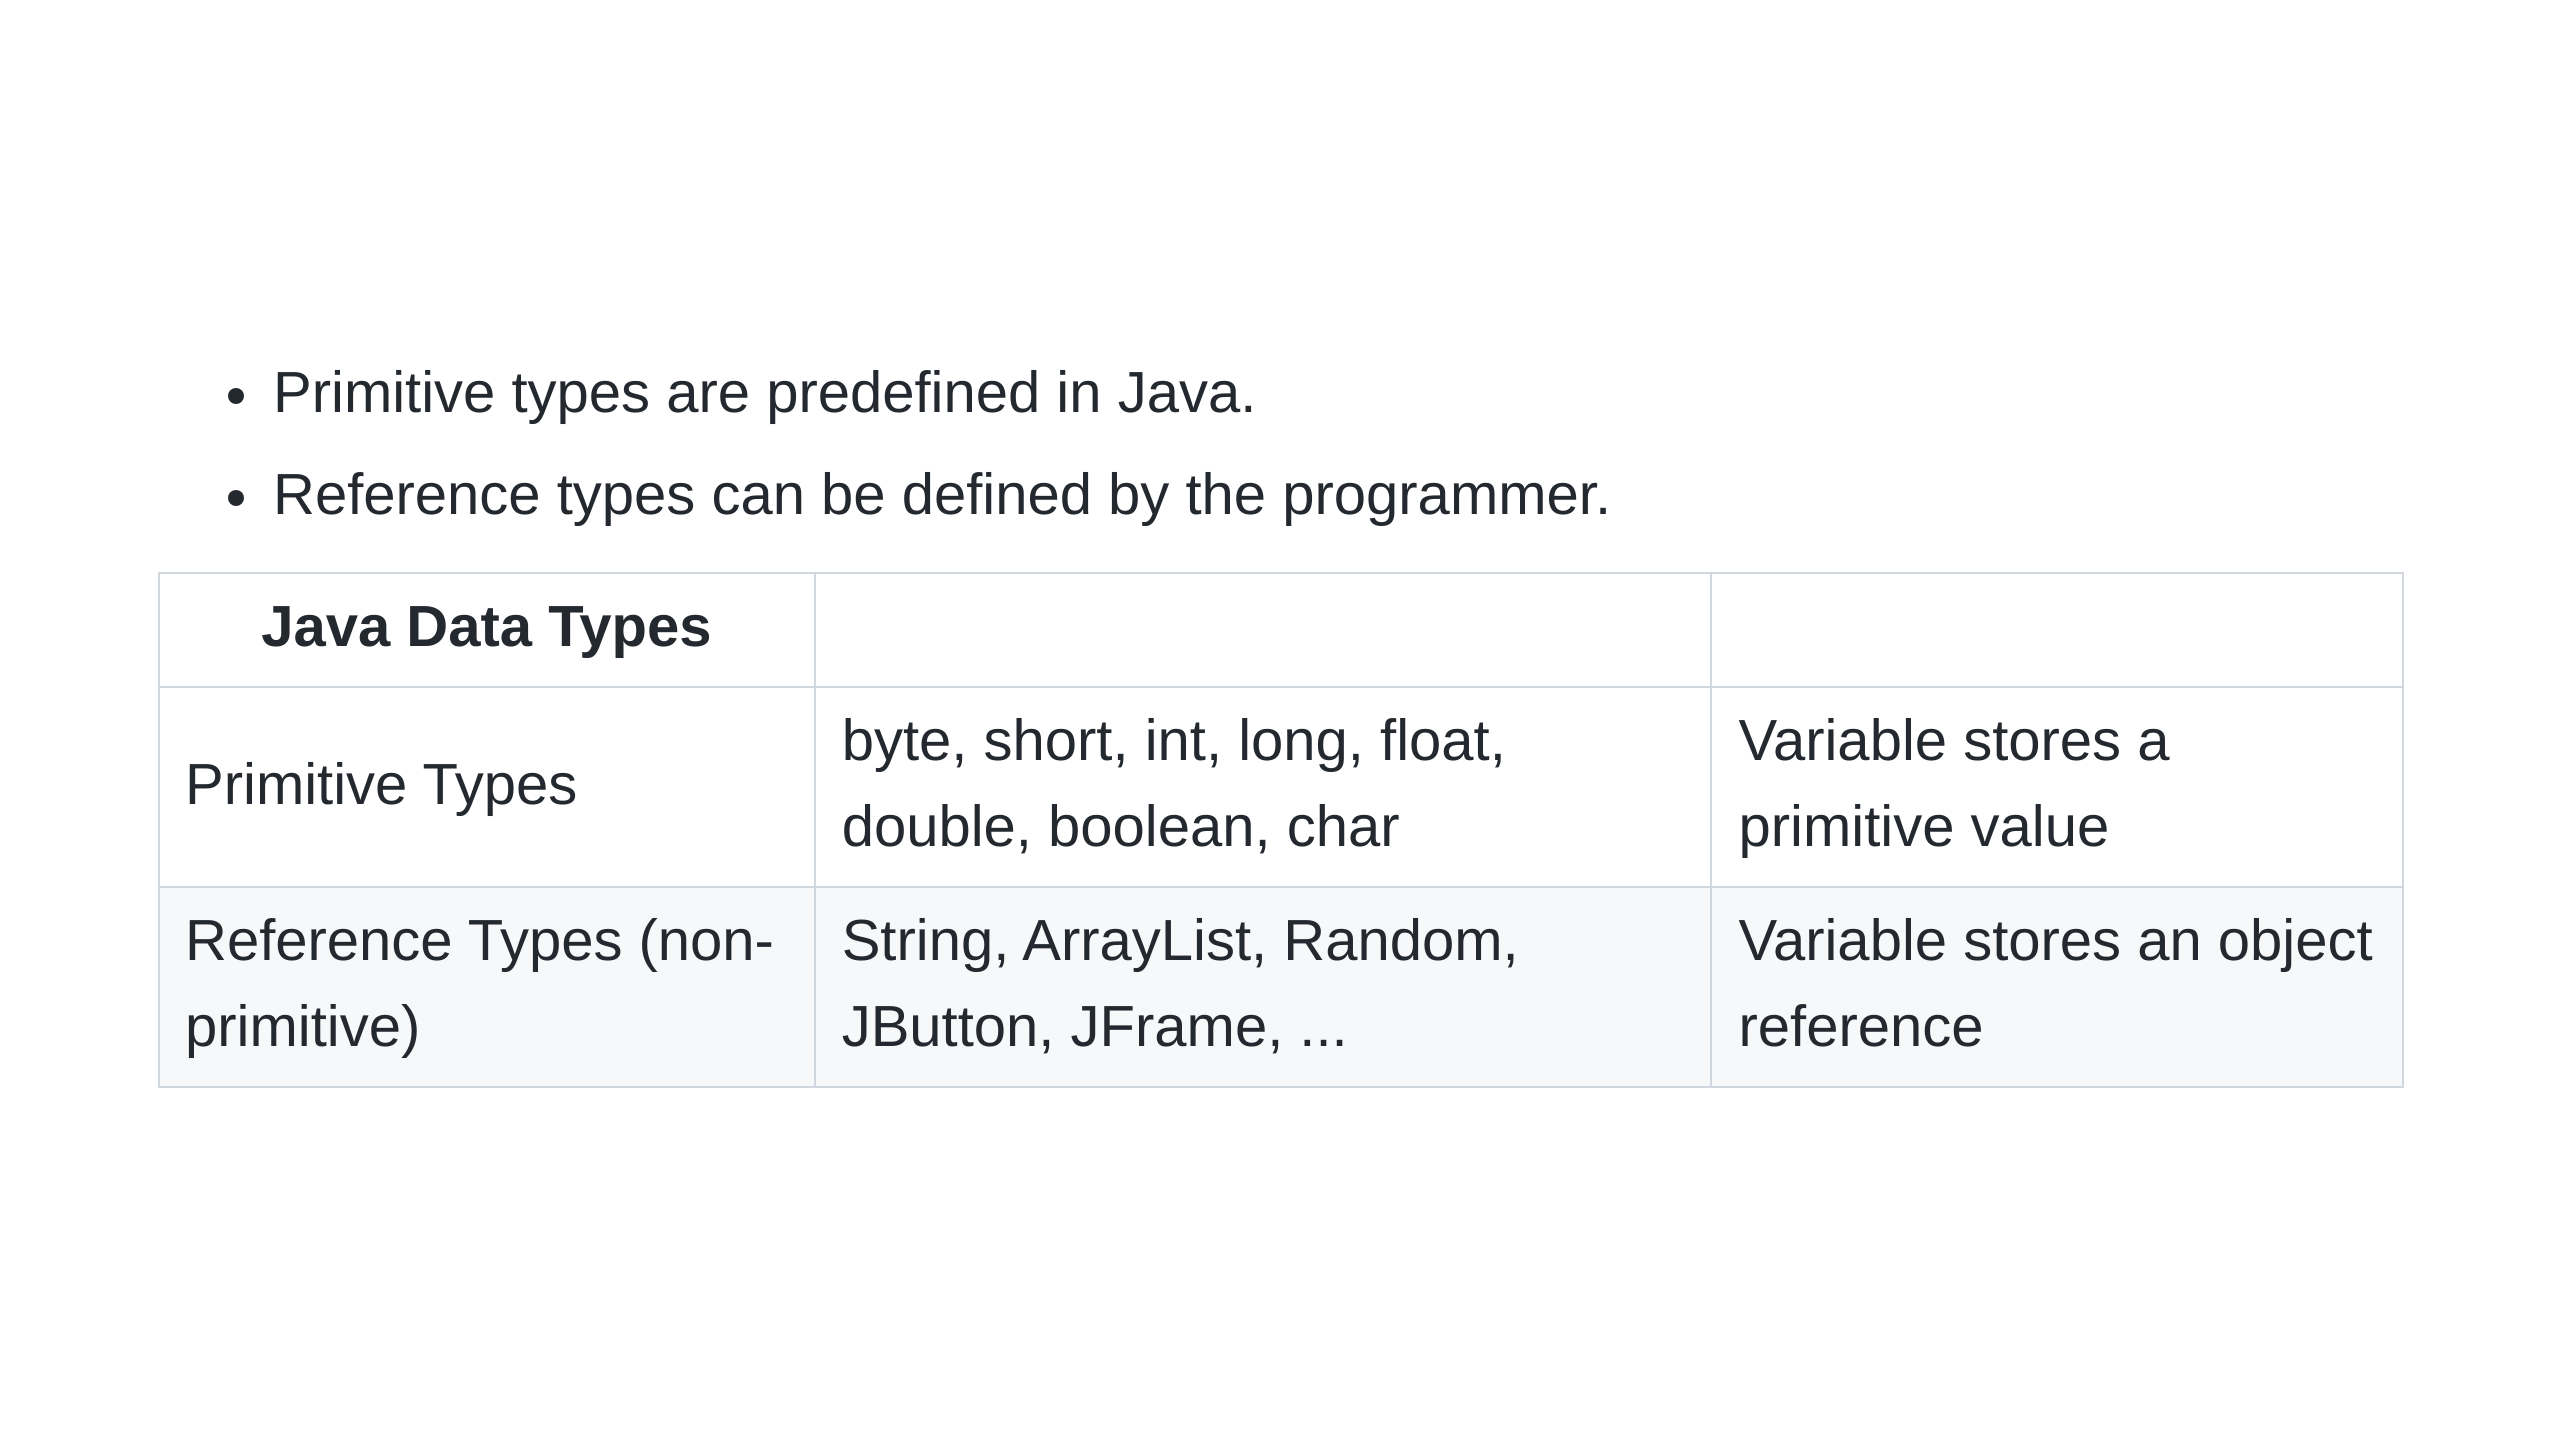 Primitive types are predefined in Java.
Reference types can be defined by the programmer.
Java Data Types
Primitive Types
byte, short, int, long, float,
double, boolean, char
Variable stores a
primitive value
Reference Types (non-
primitive)
String, ArrayList, Random,
JButton, JFrame, ...
Variable stores an object
reference